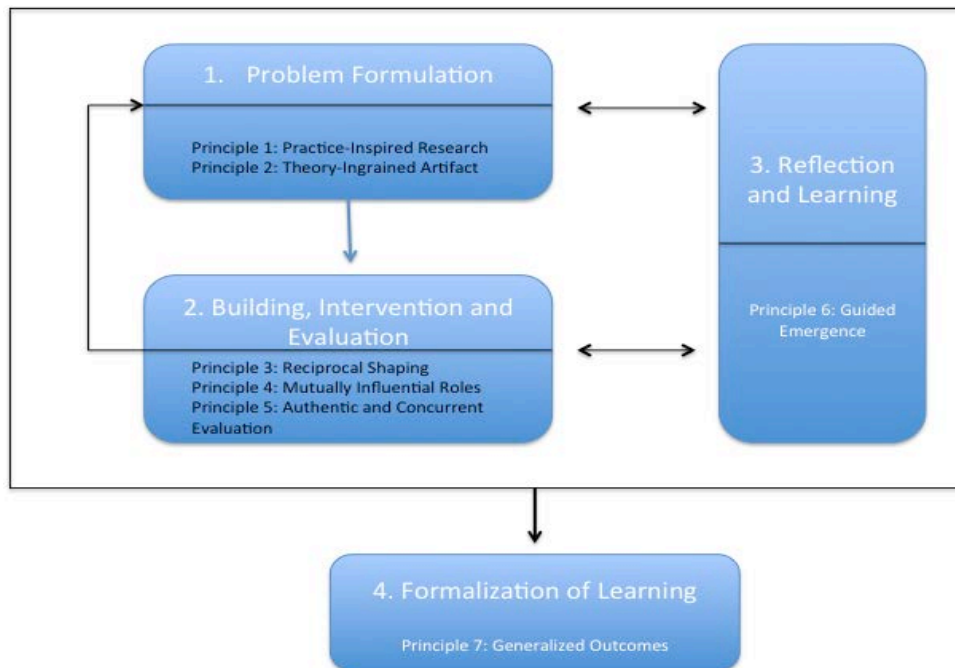 1. Problem Formulation
Principle 1: Practice-Inspired Research
Principle 2: Theory-Ingrained Artifact
2. Building, Intervention and
Evaluation
Principle 3: Reciprocal Shaping
Principle 4: Mutually Influential Roles
Principle 5: Authentic and Concurrent
Evaluation
3. Reflection
and Learning
Principle 6: Guided
Emergence
4. Formalization of Learning
Principle 7: Generalized Outcomes